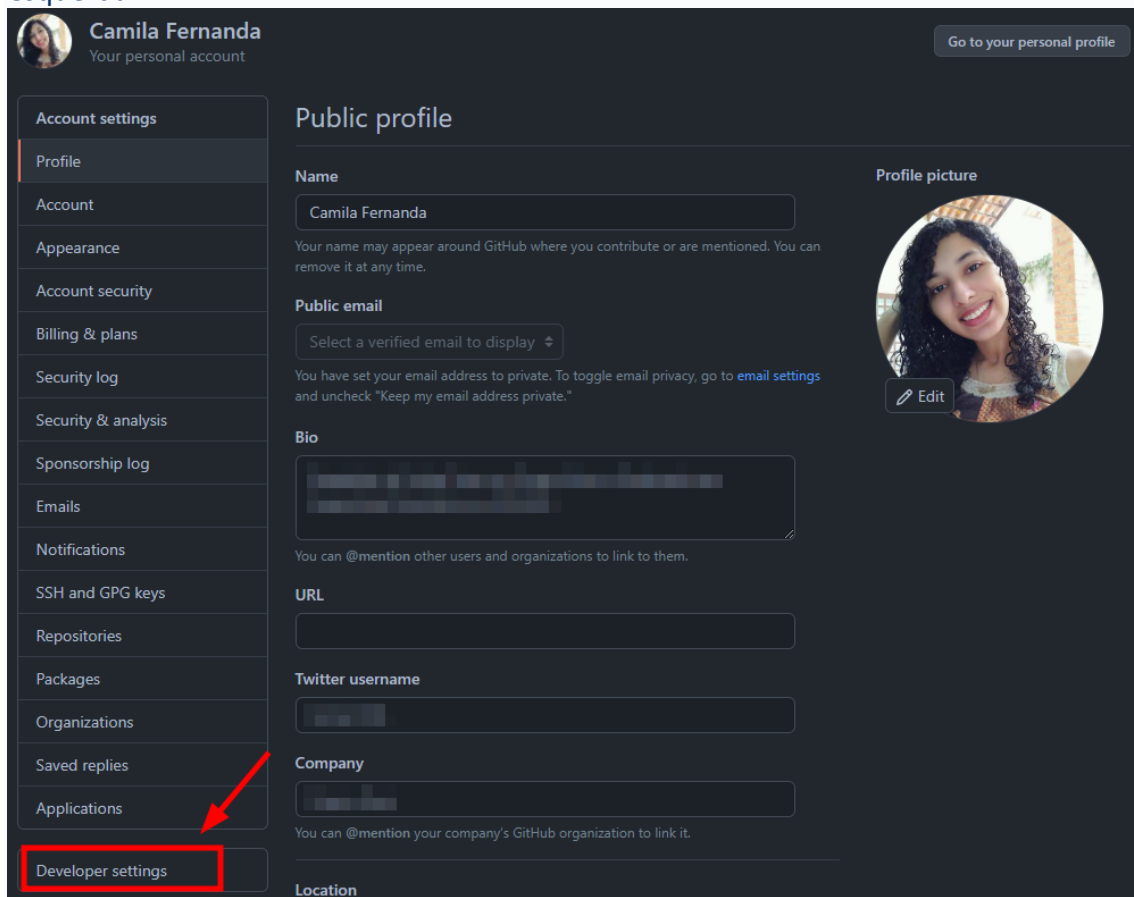 Camila Fernanda
Your personal account
Go to your personal profile
Account settings
Profile
Account
Appearance
Account security
Billing & plans
Security log
Security & analysis
Sponsorship log
Emails
Notifications
SSH and GPG keys
Repositories
Packages
Organizations
Saved replies
Applications
Developer settings
Public profile
Name
Camila Fernanda
Your name may appear around GitHub where you contribute or are mentioned. You can
remove it at any time.
Public email
Select a verified email to display
You have set your email address to private. To toggle email privacy, go to email settings
and uncheck "Keep my email address private."
Bio
You can @mention other users and organizations to link to them.
URL
Twitter username
Company
You can @mention your company's GitHub organization to link it.
Location
Profile picture
Edit